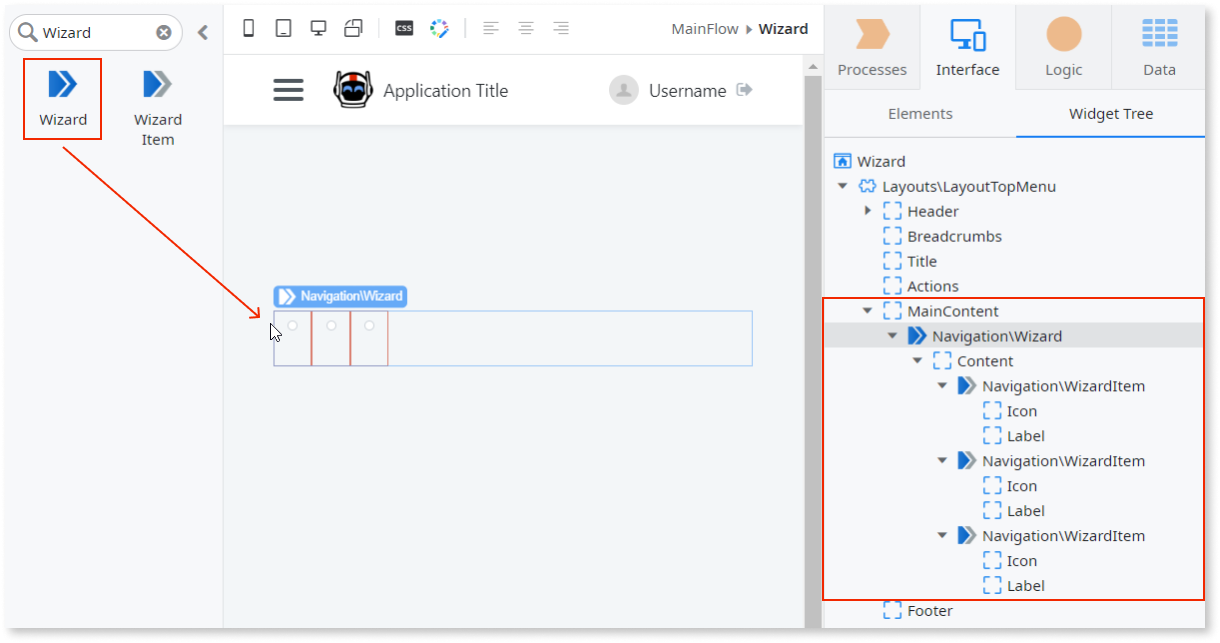 Wizard
Wizard
Wizard
Item
css
MainFlow Wizard
Application Title
Username
Navigation\Wizard
Processes
Interface
Logic
Data
Elements
Widget Tree
Wizard
Layouts\LayoutTopMenu
Header
Breadcrumbs
Title
Actions
MainContent
Navigation\Wizard
Content
Navigation\WizardItem
Icon
Label
Navigation\WizardItem
Icon
Label
Navigation\WizardItem
Icon
Label
Footer